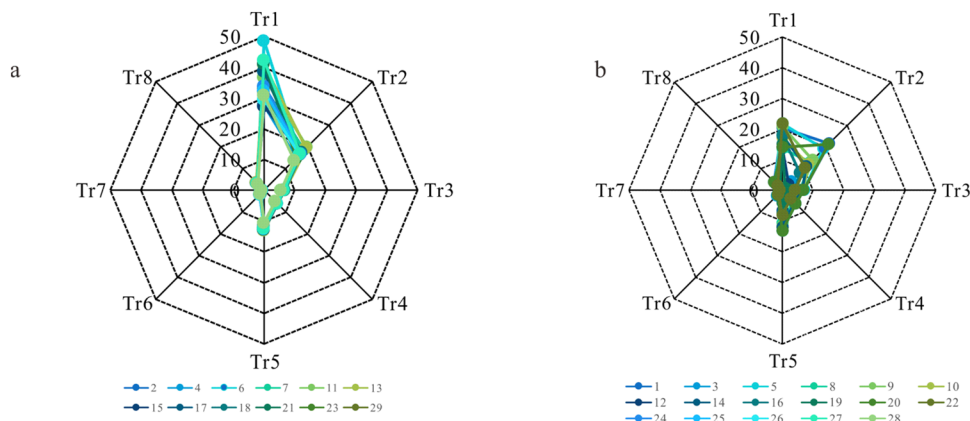 a
Tr1
50
40
30
20
10
0
Tr2
Tr3
Tr4
Tr5
Tr6
Tr7
Tr8
2 4 6 7 11 13
15 17 18 21 23 29
b
Tr1
50
40
30
20
10
0
Tr2
Tr3
Tr4
Tr5
Tr6
Tr7
Tr8
1 3 5 8 9 10
12 14 16 19 20 22
24 25 26 27 28